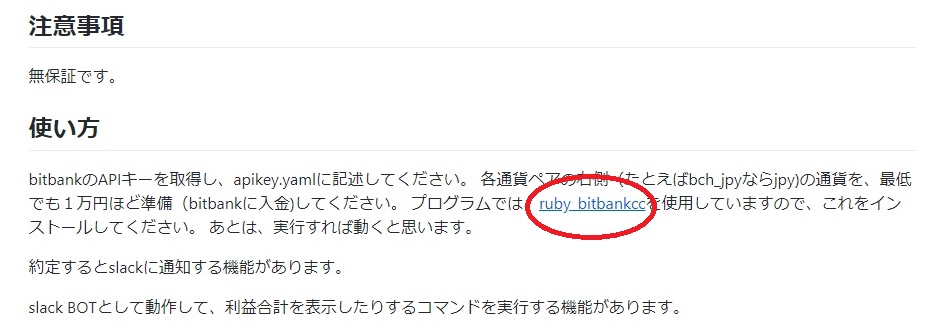 注意事項
無保証です。
使い方
bitbankのAPIキーを取得し、apikey.yamlに記述してください。 各通貨ペアの右側 (たとえばbch_jpyならjpy)の通貨を、最低
でも１万円ほど準備（bitbankに入金)してください。 プログラムでは、ruby_bitbankccを使用していますので、これをイン
ストールしてください。 あとは、実行すれば動くと思います。
約定するとslackに通知する機能があります。
slack BOTとして動作して、利益合計を表示したりするコマンドを実行する機能があります。